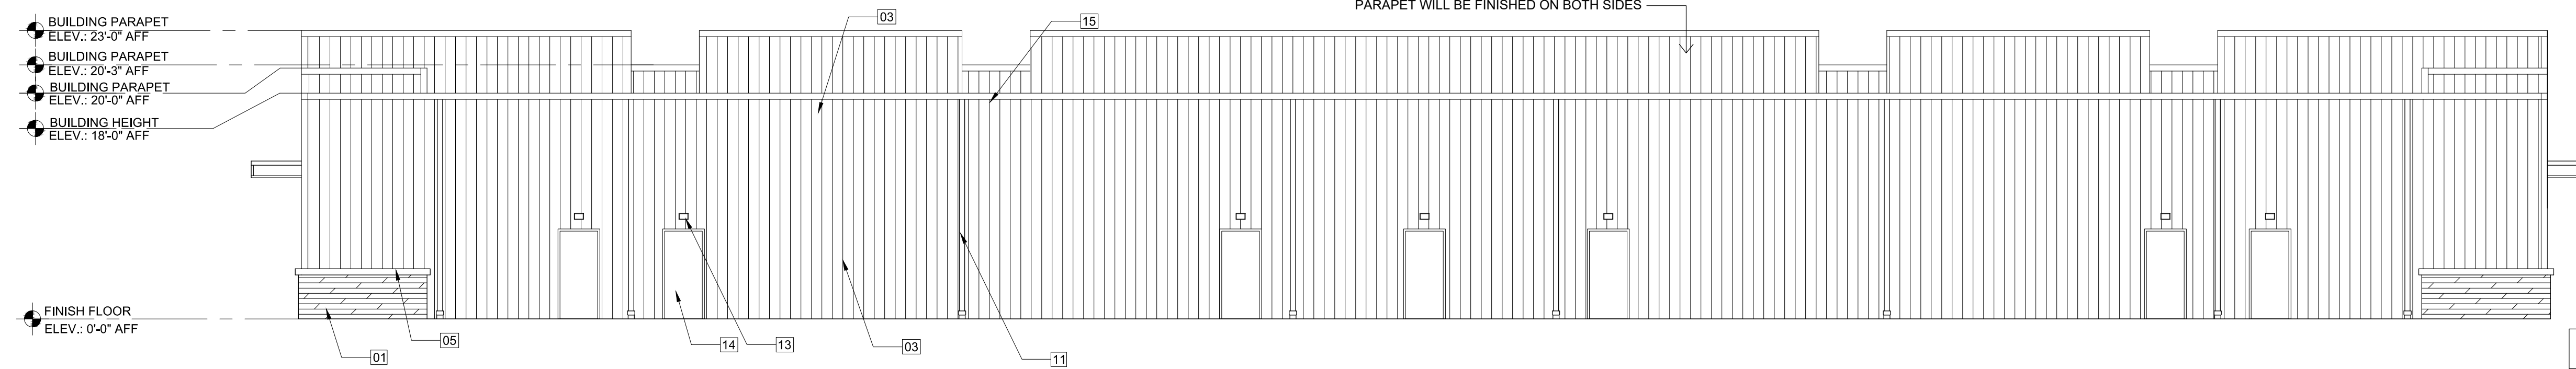 PARAPET WILL BE FINISHED ON BOTH SIDES
BUILDING PARAPET
ELEV.: 23'-0" AFF
BUILDING PARAPET
ELEV.: 20'-3" AFF
BUILDING PARAPET
ELEV.: 20'-0" AFF
BUILDING HEIGHT
ELEV.: 18'-0" AFF
03
15
FINISH FLOOR
ELEV.: 0'-0" AFF
01
05
14
13
03
11